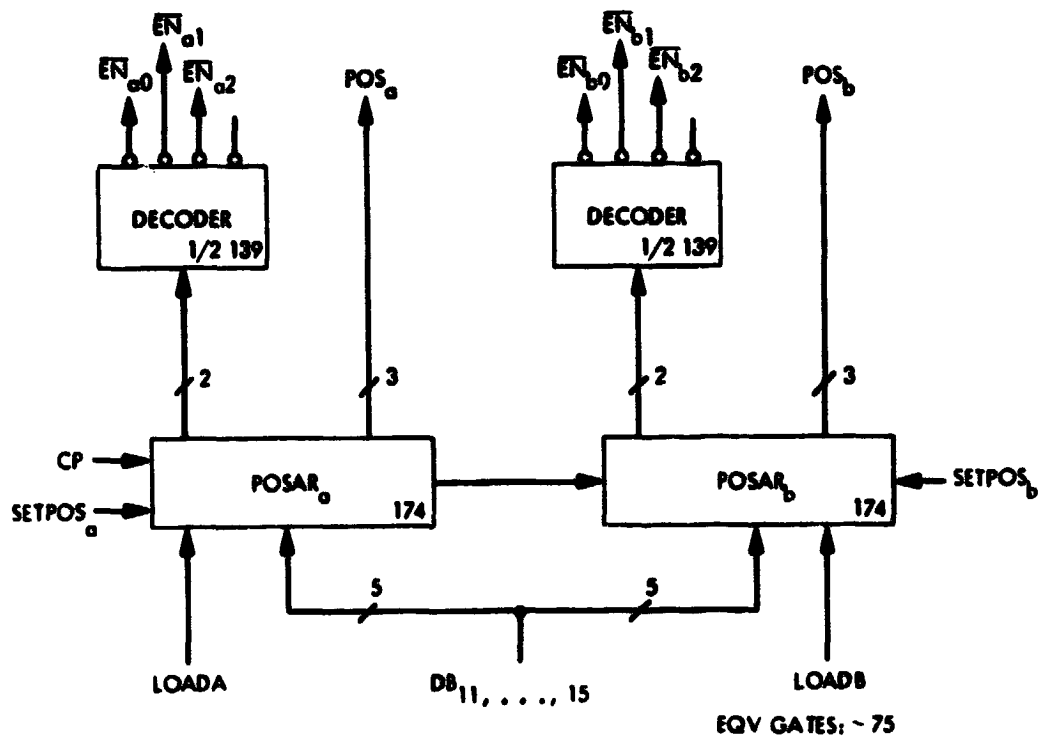 EN̅a1 EN̅b1
EN̅a0 EN̅a2 POSa EN̅b0 EN̅b2 POSb
DECODER DECODER
1/2 139 1/2 139
2 3 2 3
CP
POSARa POSARb SETPOSb
SETPOSa 174 174
5 5
LOADA DB11, . . ., 15 LOADB
EQV GATES: ~ 75